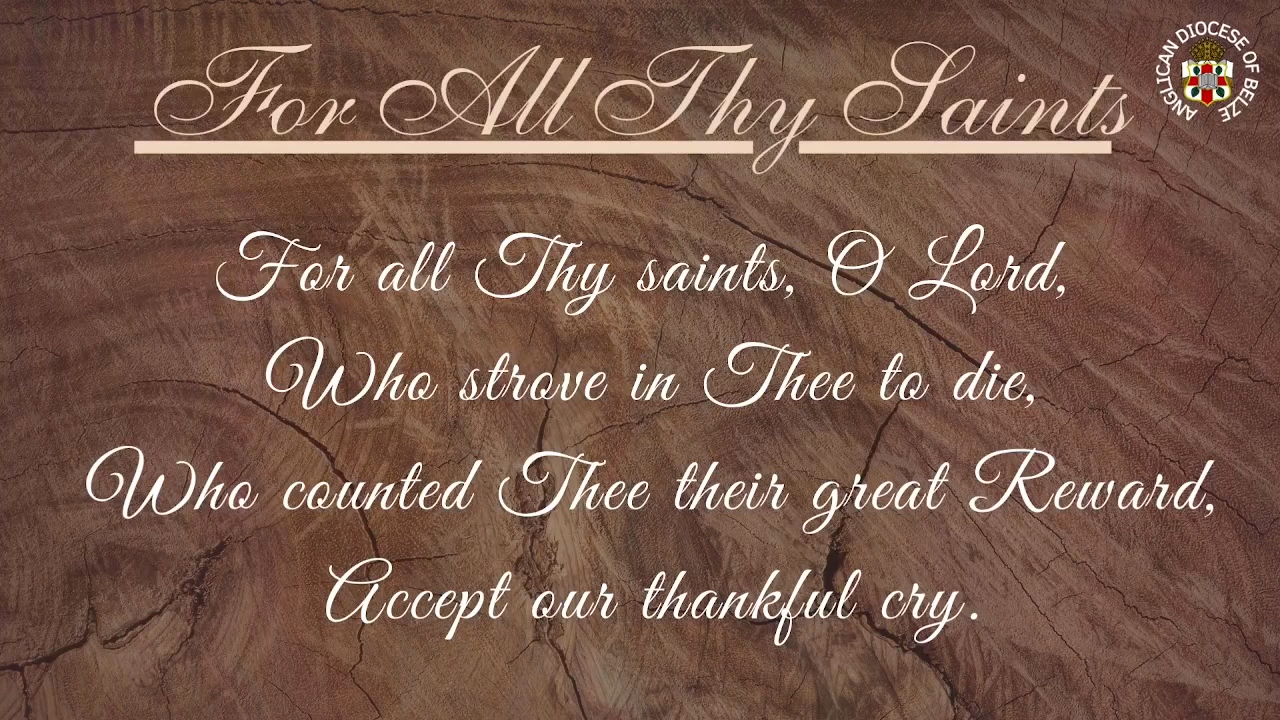 For All Thy Saints
ANGLICAN DIOCESE OF BELIZE
For all Thy saints, O Lord,
Who strove in Thee to die,
Who counted Thee their great Reward,
Accept our thankful cry.